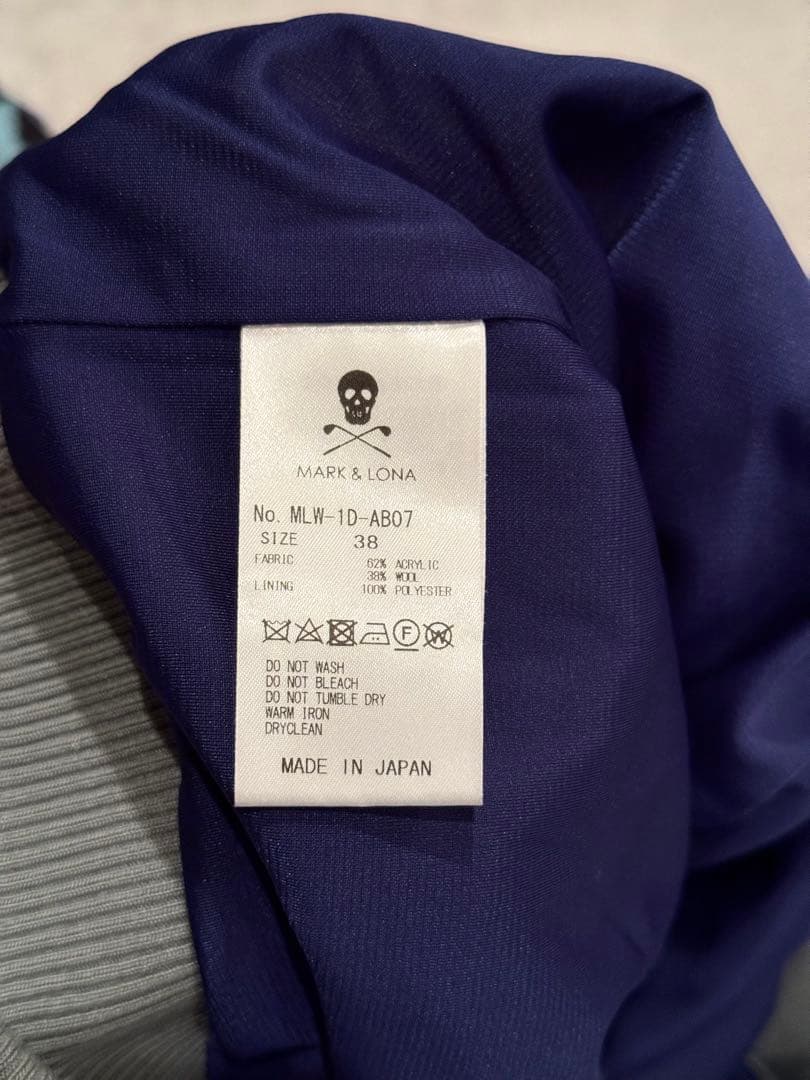 MARK & LONA
No. MLW-1D-AB07
SIZE 38
FABRIC 62% ACRYLIC
38% WOOL
LINING 100% POLYESTER
F W
DO NOT WASH
DO NOT BLEACH
DO NOT TUMBLE DRY
WARM IRON
DRYCLEAN
MADE IN JAPAN